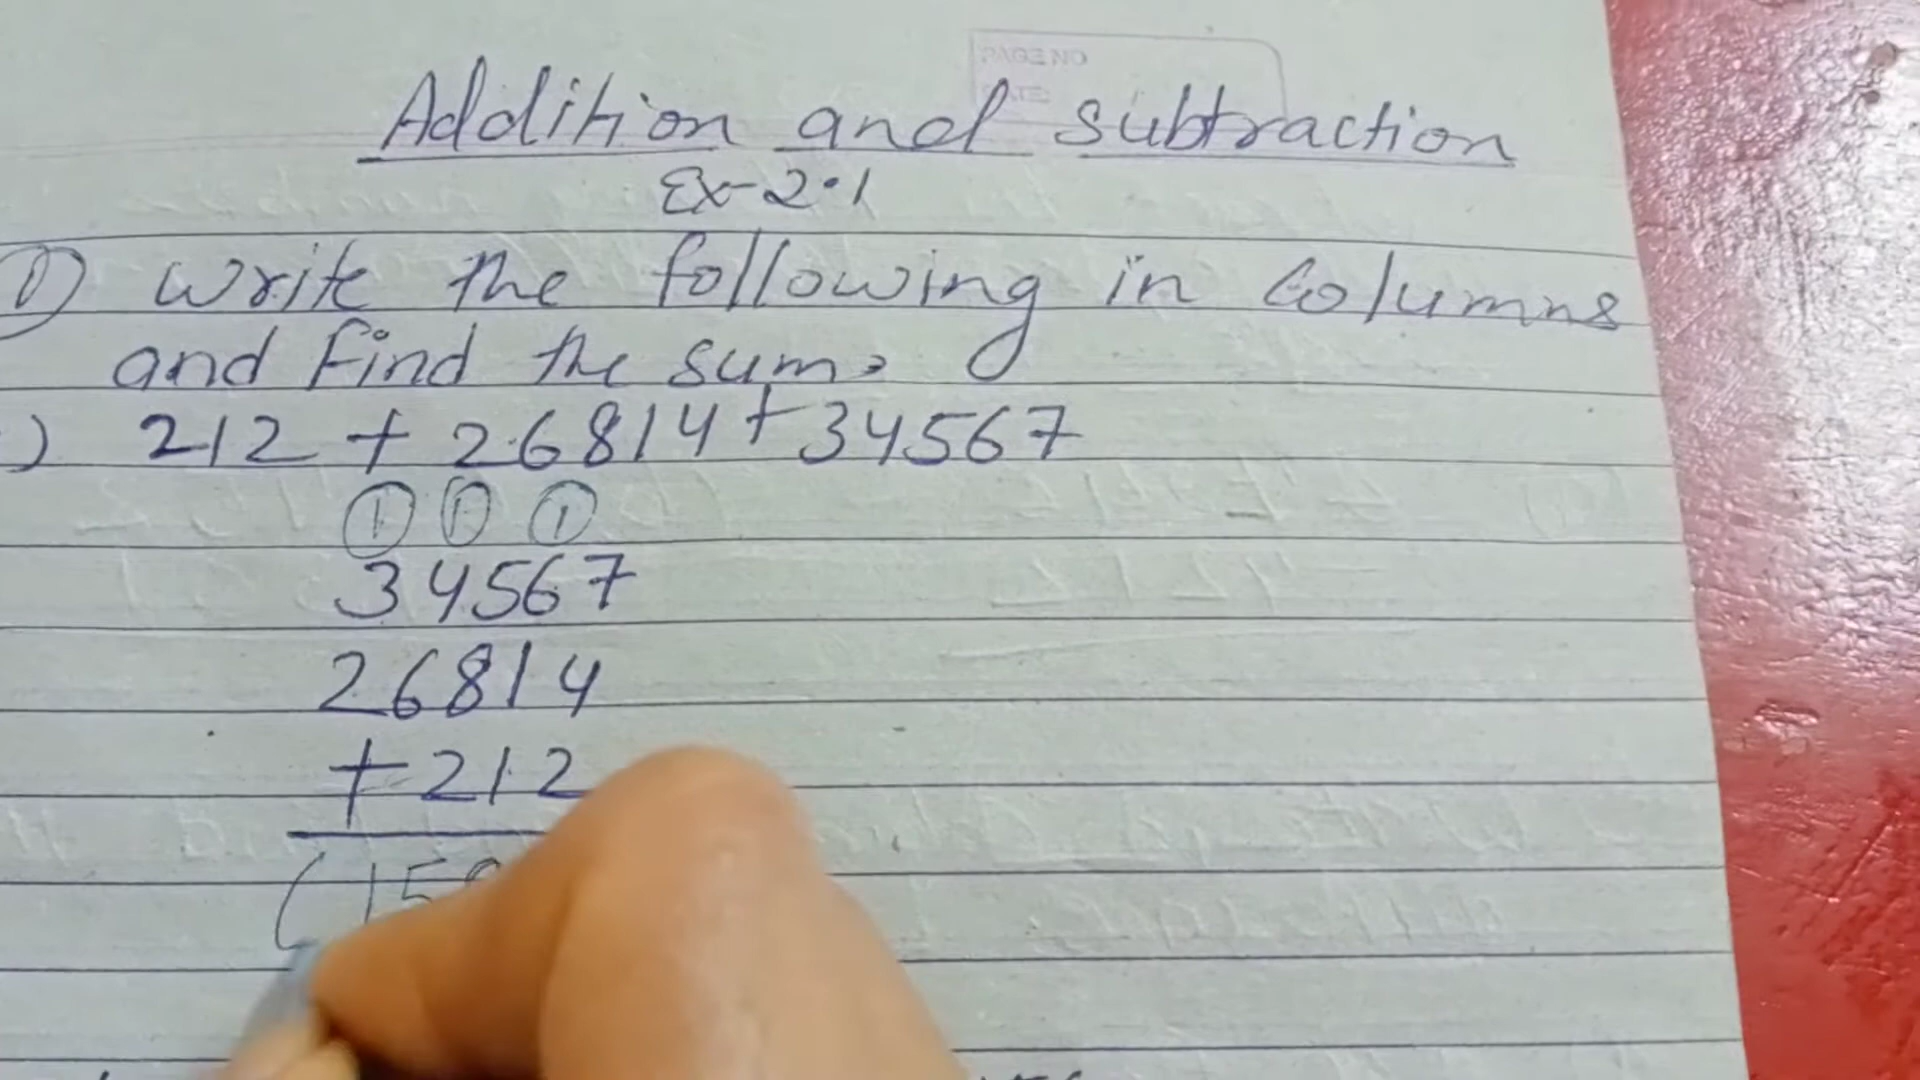 PAGE NO
DATE:
Addition and subtraction
Ex-2.1
① Write the following in columns
and find the sum.
) 212 + 26814 + 34567
① ① ①
34567
26814
+ 212
159